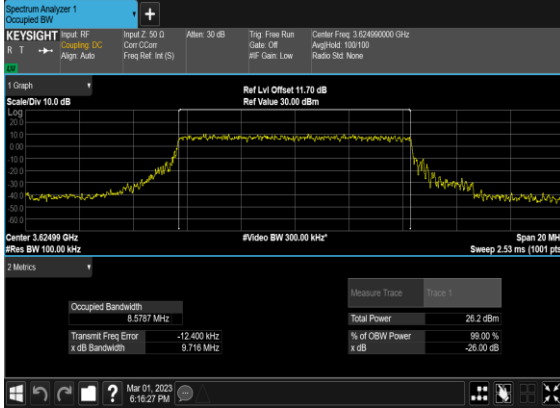 Spectrum Analyzer 1
Occupied BW
+
KEYSIGHT Input: RF Input Z: 50 Ω Atten: 30 dB Trig: Free Run Center Freq: 3.624990000 GHz
R T Coupling: DC Corr CCorr Gate: Off Avg|Hold: 100/100
Align: Auto Freq Ref: Int (S) #IF Gain: Low Radio Std: None
LXI
1 Graph
Ref Lvl Offset 11.70 dB
Scale/Div 10.0 dB Ref Value 30.00 dBm
Log
20.0
10.0
0.00
-10.0
-20.0
-30.0
-40.0
-50.0
-60.0
Center 3.62499 GHz #Video BW 300.00 kHz* Span 20 MH
#Res BW 100.00 kHz Sweep 2.53 ms (1001 pts
2 Metrics
Measure Trace Trace 1
Occupied Bandwidth
8.5787 MHz Total Power 26.2 dBm
Transmit Freq Error -12.400 kHz % of OBW Power 99.00 %
x dB Bandwidth 9.716 MHz x dB -26.00 dB
? Mar 01, 2023
6:16:27 PM